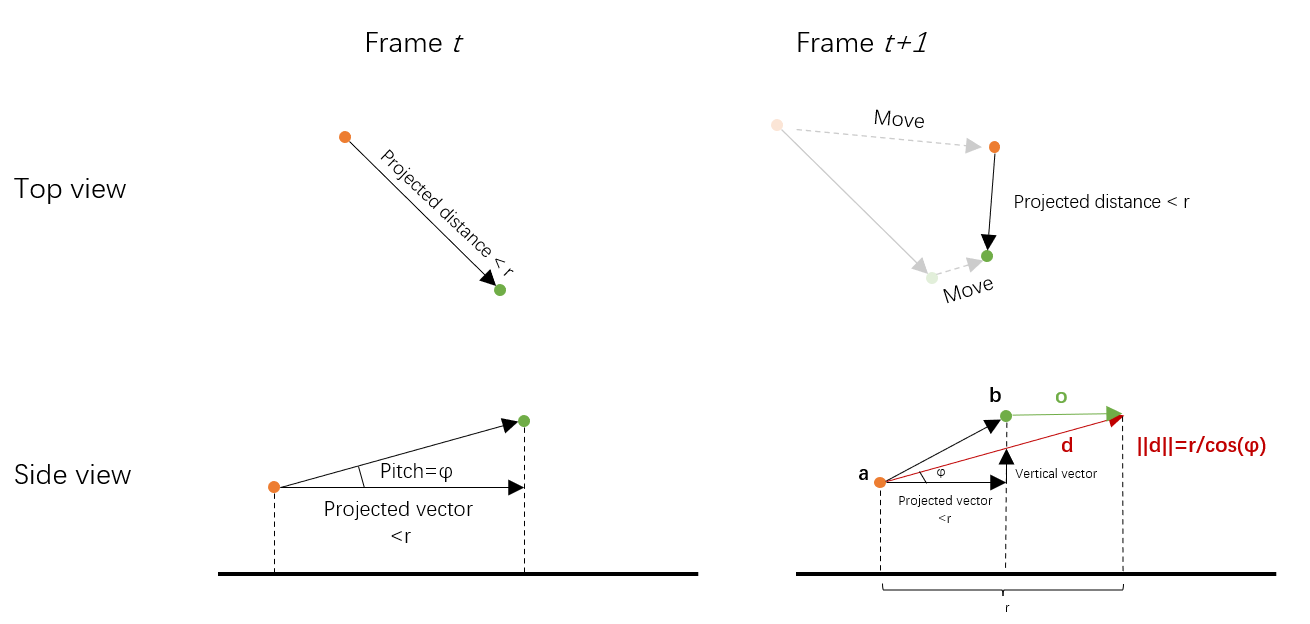 Frame t
Frame t+1
Top view
Projected distance < r
Move
Projected distance < r
Move
Side view
Pitch=φ
Projected vector
<r
b
o
a
φ
d
||d||=r/cos(φ)
Vertical vector
Projected vector
<r
r